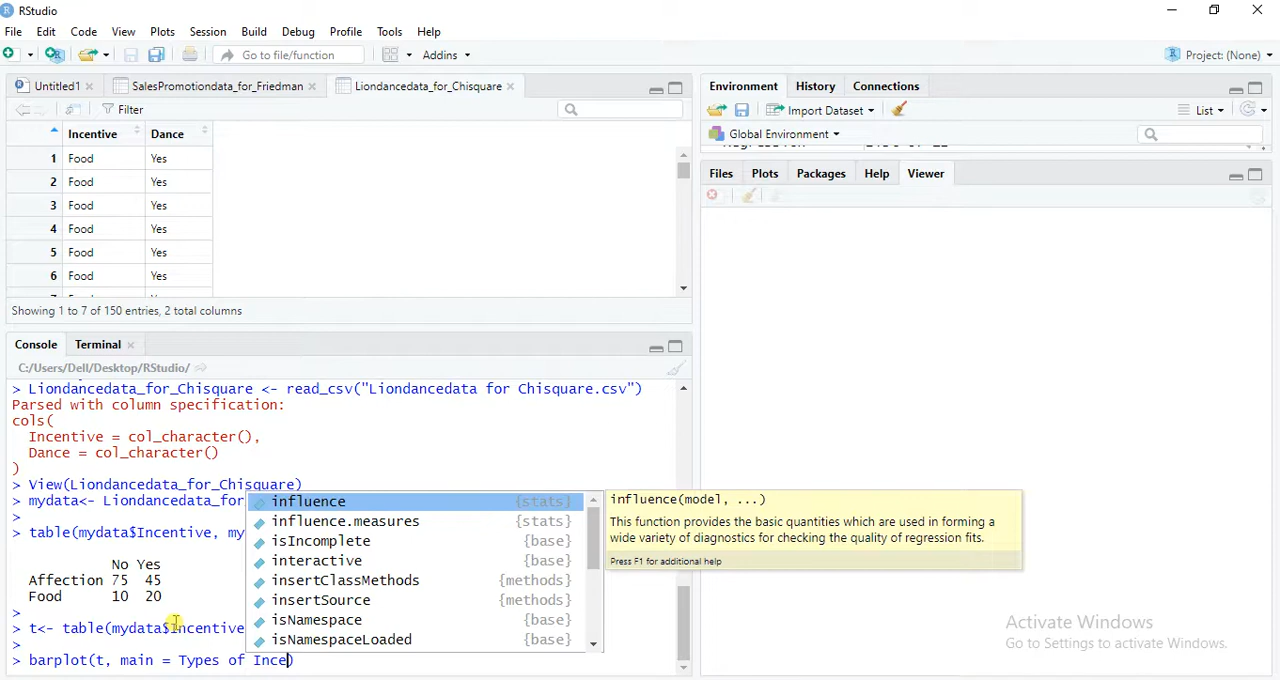 RStudio
File Edit Code View Plots Session Build Debug Profile Tools Help
Go to file/function Addins Project: (None)
Untitled1 SalesPromotiondata_for_Friedman Liondancedata_for_Chisquare
Filter
Incentive Dance
1 Food Yes
2 Food Yes
3 Food Yes
4 Food Yes
5 Food Yes
6 Food Yes
Showing 1 to 7 of 150 entries, 2 total columns
Console Terminal
C:/Users/Dell/Desktop/RStudio/
> Liondancedata_for_Chisquare <- read_csv("Liondancedata for Chisquare.csv")
Parsed with column specification:
cols(
Incentive = col_character(),
Dance = col_character()
)
> View(Liondancedata_for_Chisquare)
> mydata<- Liondancedata_for
>
> table(mydata$Incentive, my
No Yes
Affection 75 45
Food 10 20
>
> t<- table(mydata$Incentive
>
> barplot(t, main = Types of Ince)
influence {stats}
influence.measures {stats}
isIncomplete {base}
interactive {base}
insertClassMethods {methods}
insertSource {methods}
isNamespace {base}
isNamespaceLoaded {base}
influence(model, ...)
This function provides the basic quantities which are used in forming a
wide variety of diagnostics for checking the quality of regression fits.
Press F1 for additional help
Environment History Connections
Import Dataset List
Global Environment
Files Plots Packages Help Viewer
Activate Windows
Go to Settings to activate Windows.